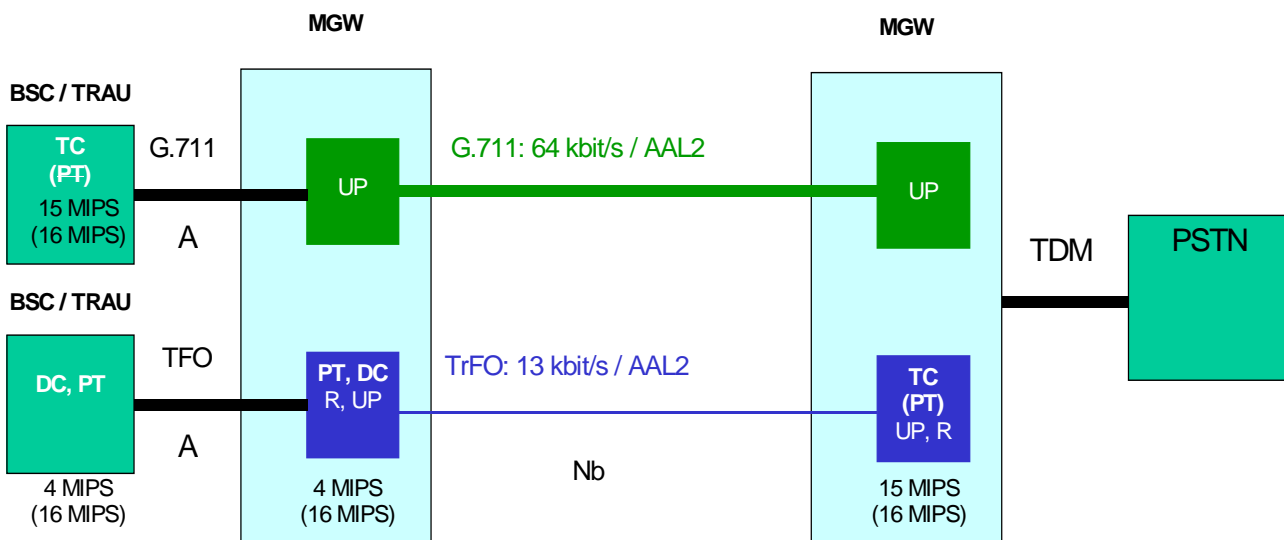 MGW
MGW
BSC / TRAU
TC
(PT)
15 MIPS
(16 MIPS)
G.711
A
UP
G.711: 64 kbit/s / AAL2
UP
TDM
PSTN
BSC / TRAU
DC, PT
4 MIPS
(16 MIPS)
TFO
A
PT, DC
R, UP
4 MIPS
(16 MIPS)
TrFO: 13 kbit/s / AAL2
Nb
TC
(PT)
UP, R
15 MIPS
(16 MIPS)